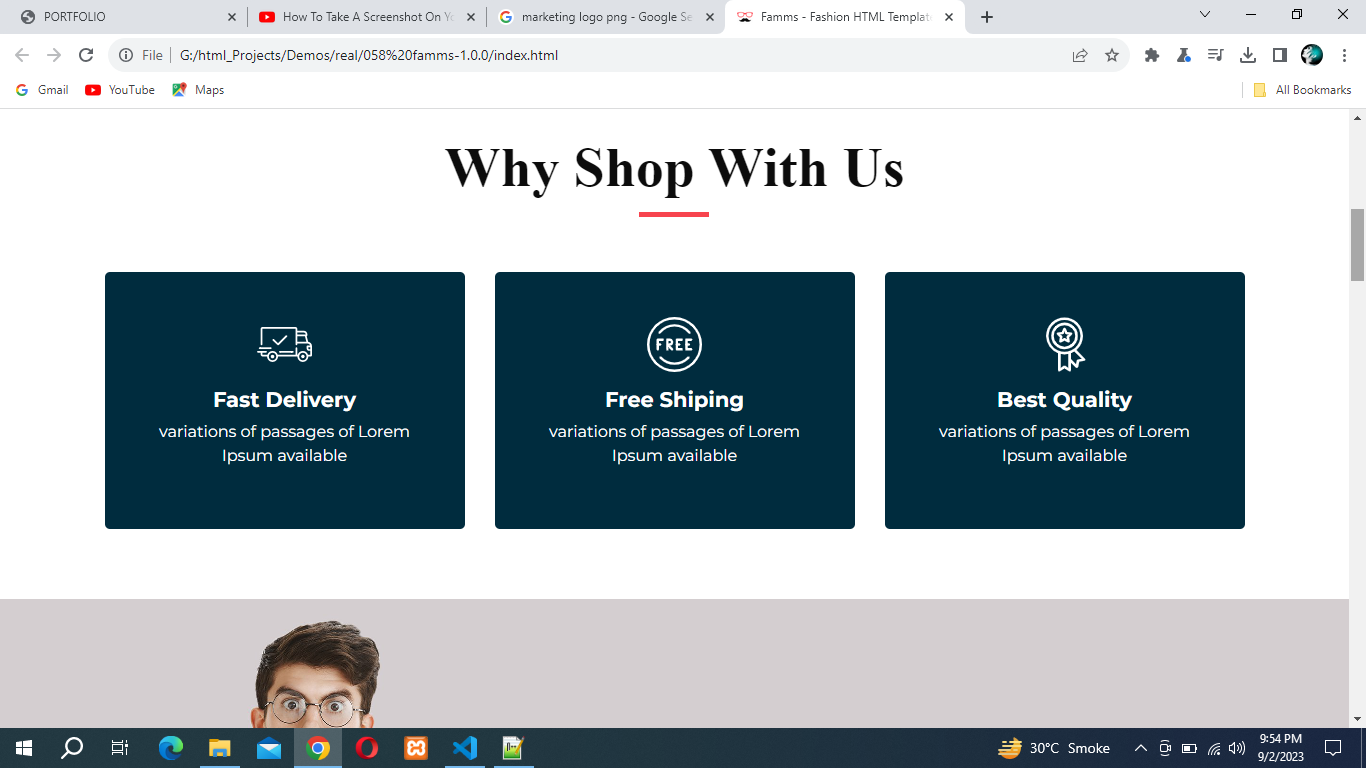 PORTFOLIO
How To Take A Screenshot On Yo
marketing logo png - Google Se
Famms - Fashion HTML Template
File
G:/html_Projects/Demos/real/058%20famms-1.0.0/index.html
Gmail
YouTube
Maps
All Bookmarks
Why Shop With Us
FREE
Fast Delivery
variations of passages of Lorem
Ipsum available
Free Shiping
variations of passages of Lorem
Ipsum available
Best Quality
variations of passages of Lorem
Ipsum available
30°C Smoke
9:54 PM
9/2/2023